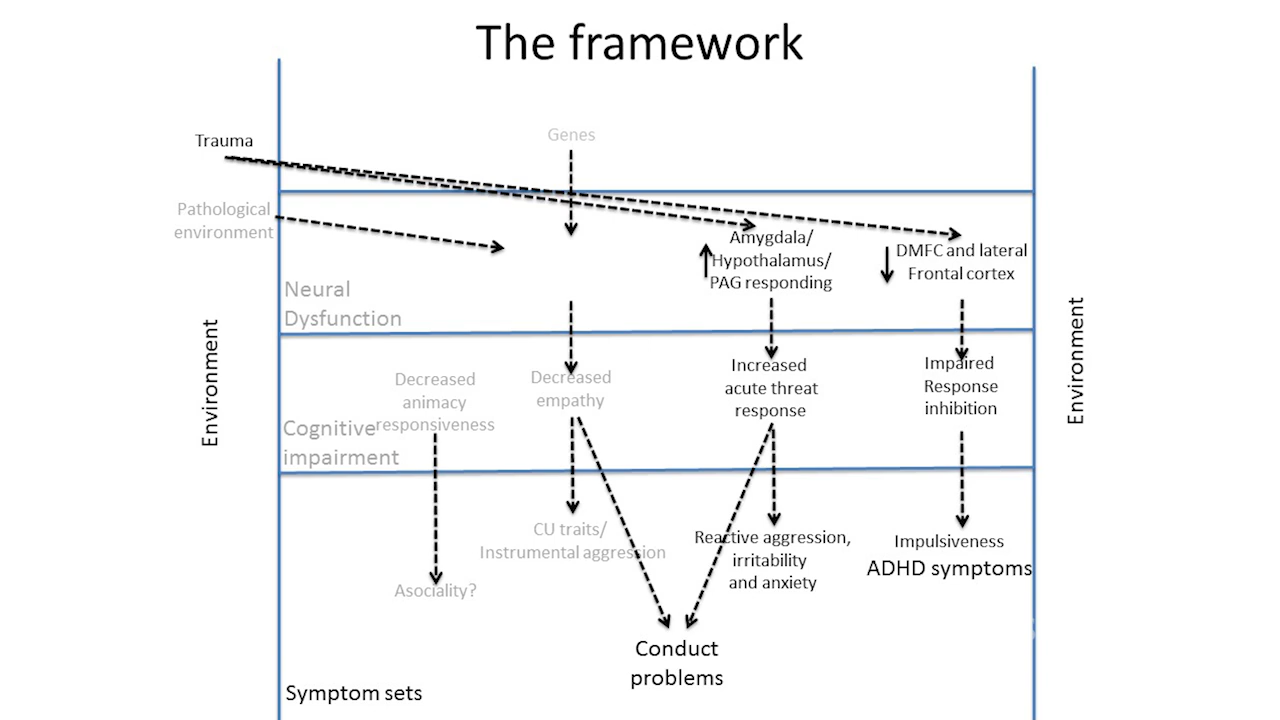 The framework
Trauma
Genes
Pathological
environment
Amygdala/
Hypothalamus/
PAG responding
DMFC and lateral
Frontal cortex
Neural
Dysfunction
Environment
Environment
Decreased
animacy
responsiveness
Decreased
empathy
Increased
acute threat
response
Impaired
Response
inhibition
Cognitive
impairment
CU traits/
Instrumental aggression
Reactive aggression,
irritability
and anxiety
Impulsiveness
ADHD symptoms
Asociality?
Conduct
problems
Symptom sets